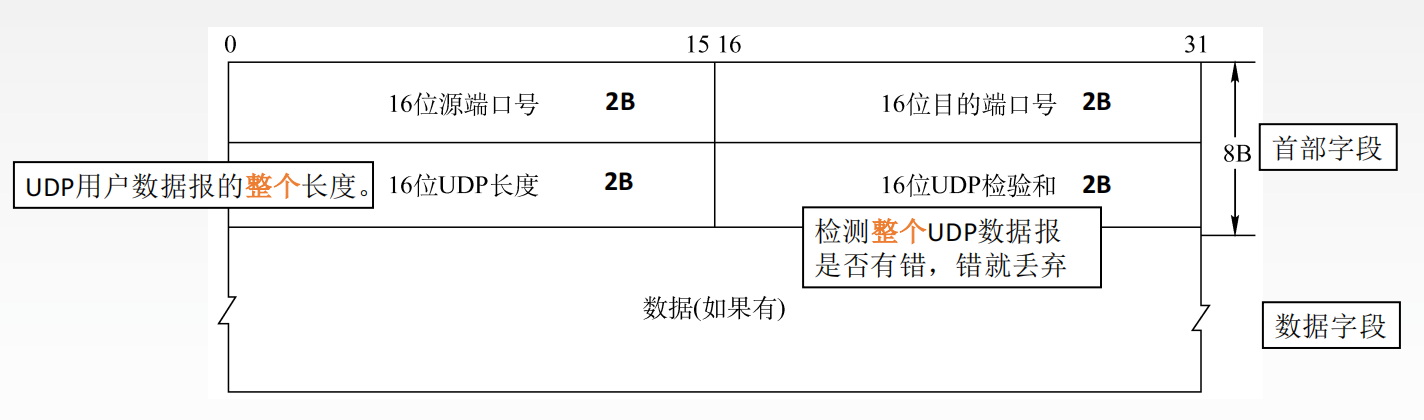 0 15 16 31
16位源端口号 2B 16位目的端口号 2B
8B 首部字段
UDP用户数据报的整个长度。 16位UDP长度 2B 16位UDP检验和 2B
检测整个UDP数据报
是否有错，错就丢弃
数据(如果有)
数据字段